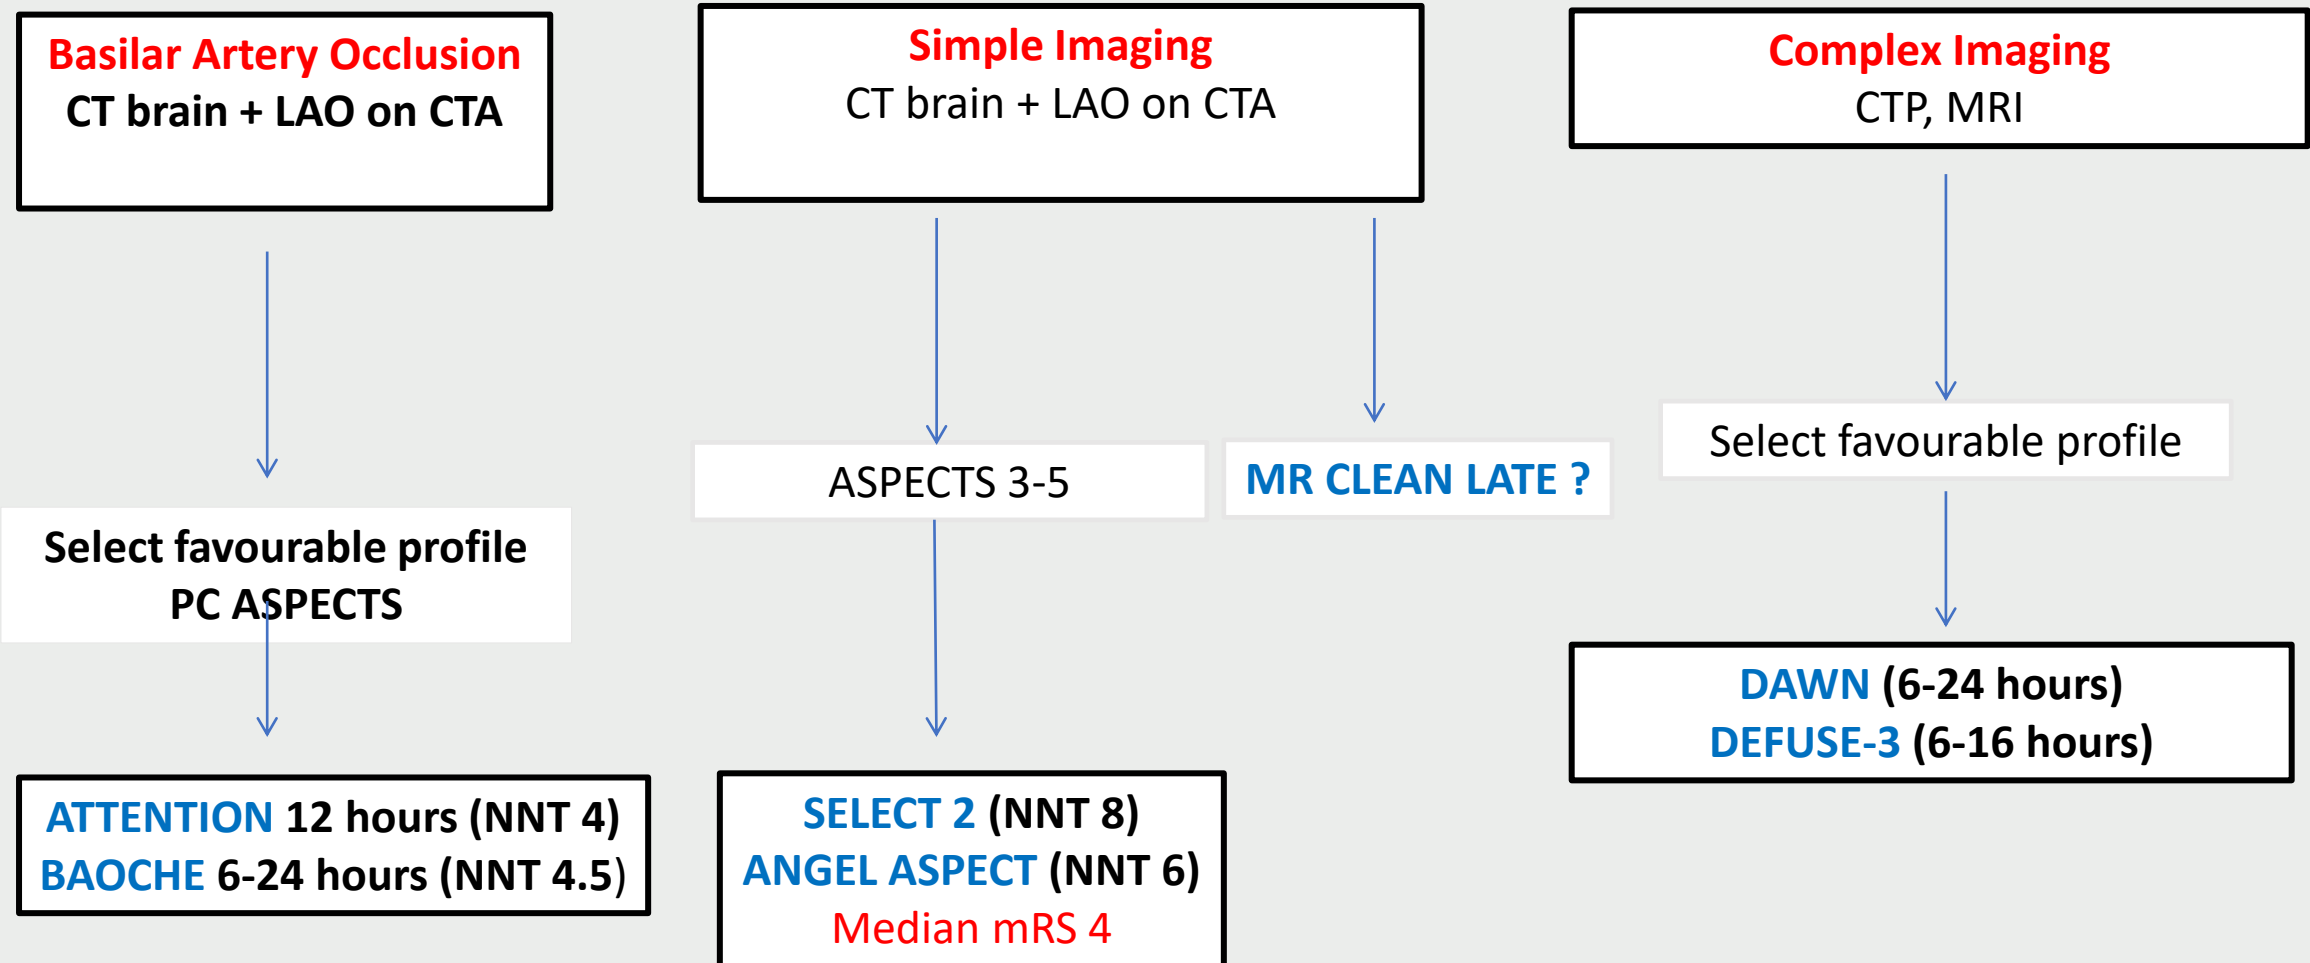 Basilar Artery Occlusion
CT brain + LAO on CTA
Select favourable profile
PC ASPECTS
ATTENTION 12 hours (NNT 4)
BAOCHE 6-24 hours (NNT 4.5)
Simple Imaging
CT brain + LAO on CTA
ASPECTS 3-5
MR CLEAN LATE ?
SELECT 2 (NNT 8)
ANGEL ASPECT (NNT 6)
Median mRS 4
Complex Imaging
CTP, MRI
Select favourable profile
DAWN (6-24 hours)
DEFUSE-3 (6-16 hours)